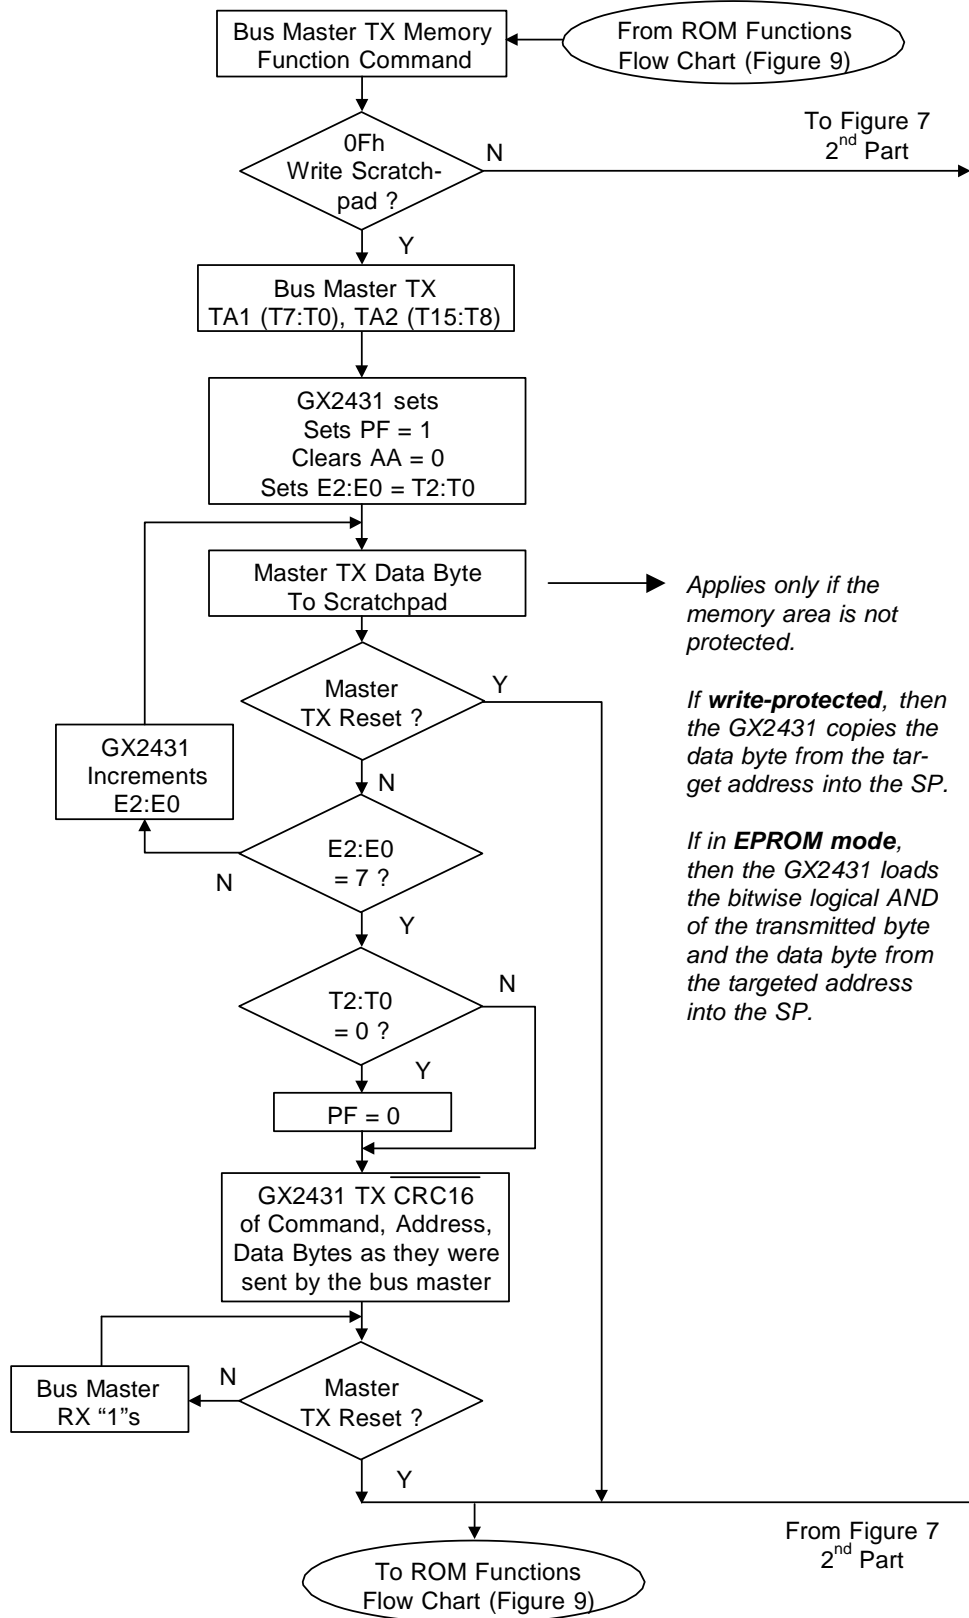 Bus Master TX Memory
Function Command
From ROM Functions
Flow Chart (Figure 9)
To Figure 7
2nd Part
0Fh
Write Scratch-
pad ?
N
Y
Bus Master TX
TA1 (T7:T0), TA2 (T15:T8)
GX2431 sets
Sets PF = 1
Clears AA = 0
Sets E2:E0 = T2:T0
Master TX Data Byte
To Scratchpad
Applies only if the
memory area is not
protected.
If write-protected, then
the GX2431 copies the
data byte from the tar-
get address into the SP.
If in EPROM mode,
then the GX2431 loads
the bitwise logical AND
of the transmitted byte
and the data byte from
the targeted address
into the SP.
Master
TX Reset ?
Y
N
GX2431
Increments
E2:E0
E2:E0
= 7 ?
N
Y
T2:T0
= 0 ?
N
Y
PF = 0
GX2431 TX CRC16
of Command, Address,
Data Bytes as they were
sent by the bus master
Bus Master
RX “1”s
N
Master
TX Reset ?
Y
From Figure 7
2nd Part
To ROM Functions
Flow Chart (Figure 9)